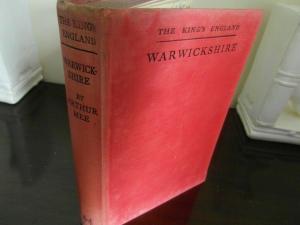 THE KING'S
ENGLAND
WARWICK-
SHIRE
BY
ARTHUR
MEE
THE KING'S ENGLAND
WARWICKSHIRE